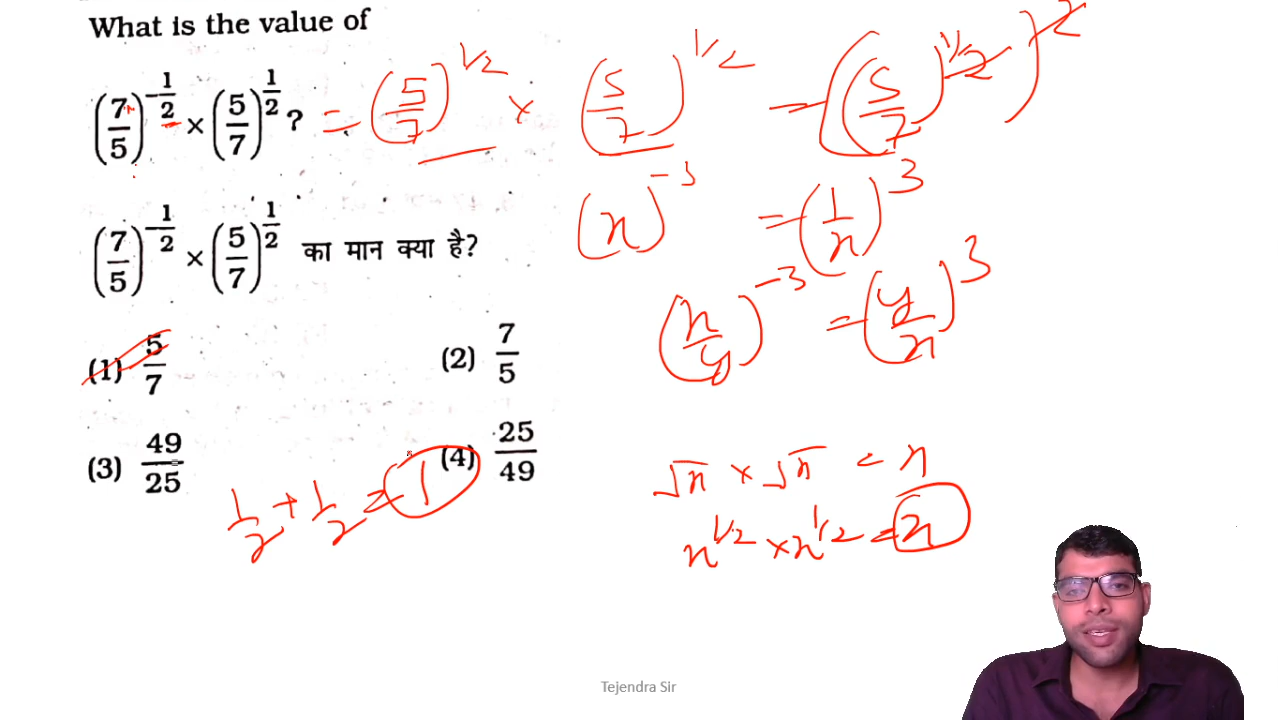 What is the value of
(7/5)^{-1/2} × (5/7)^{1/2} ? = (5/7)^{1/2} × (5/7)^{1/2} = ((5/7)^{1/2})^2
(x)^{-3} = (1/x)^3
(7/5)^{-1/2} × (5/7)^{1/2} का मान क्या है?
(x/y)^{-3} = (y/x)^3
(1) 5/7
(2) 7/5
(3) 49/25
(4) 25/49
1/2 + 1/2 = 1
√x × √x = x
x^{1/2} × x^{1/2} = x
Tejendra Sir